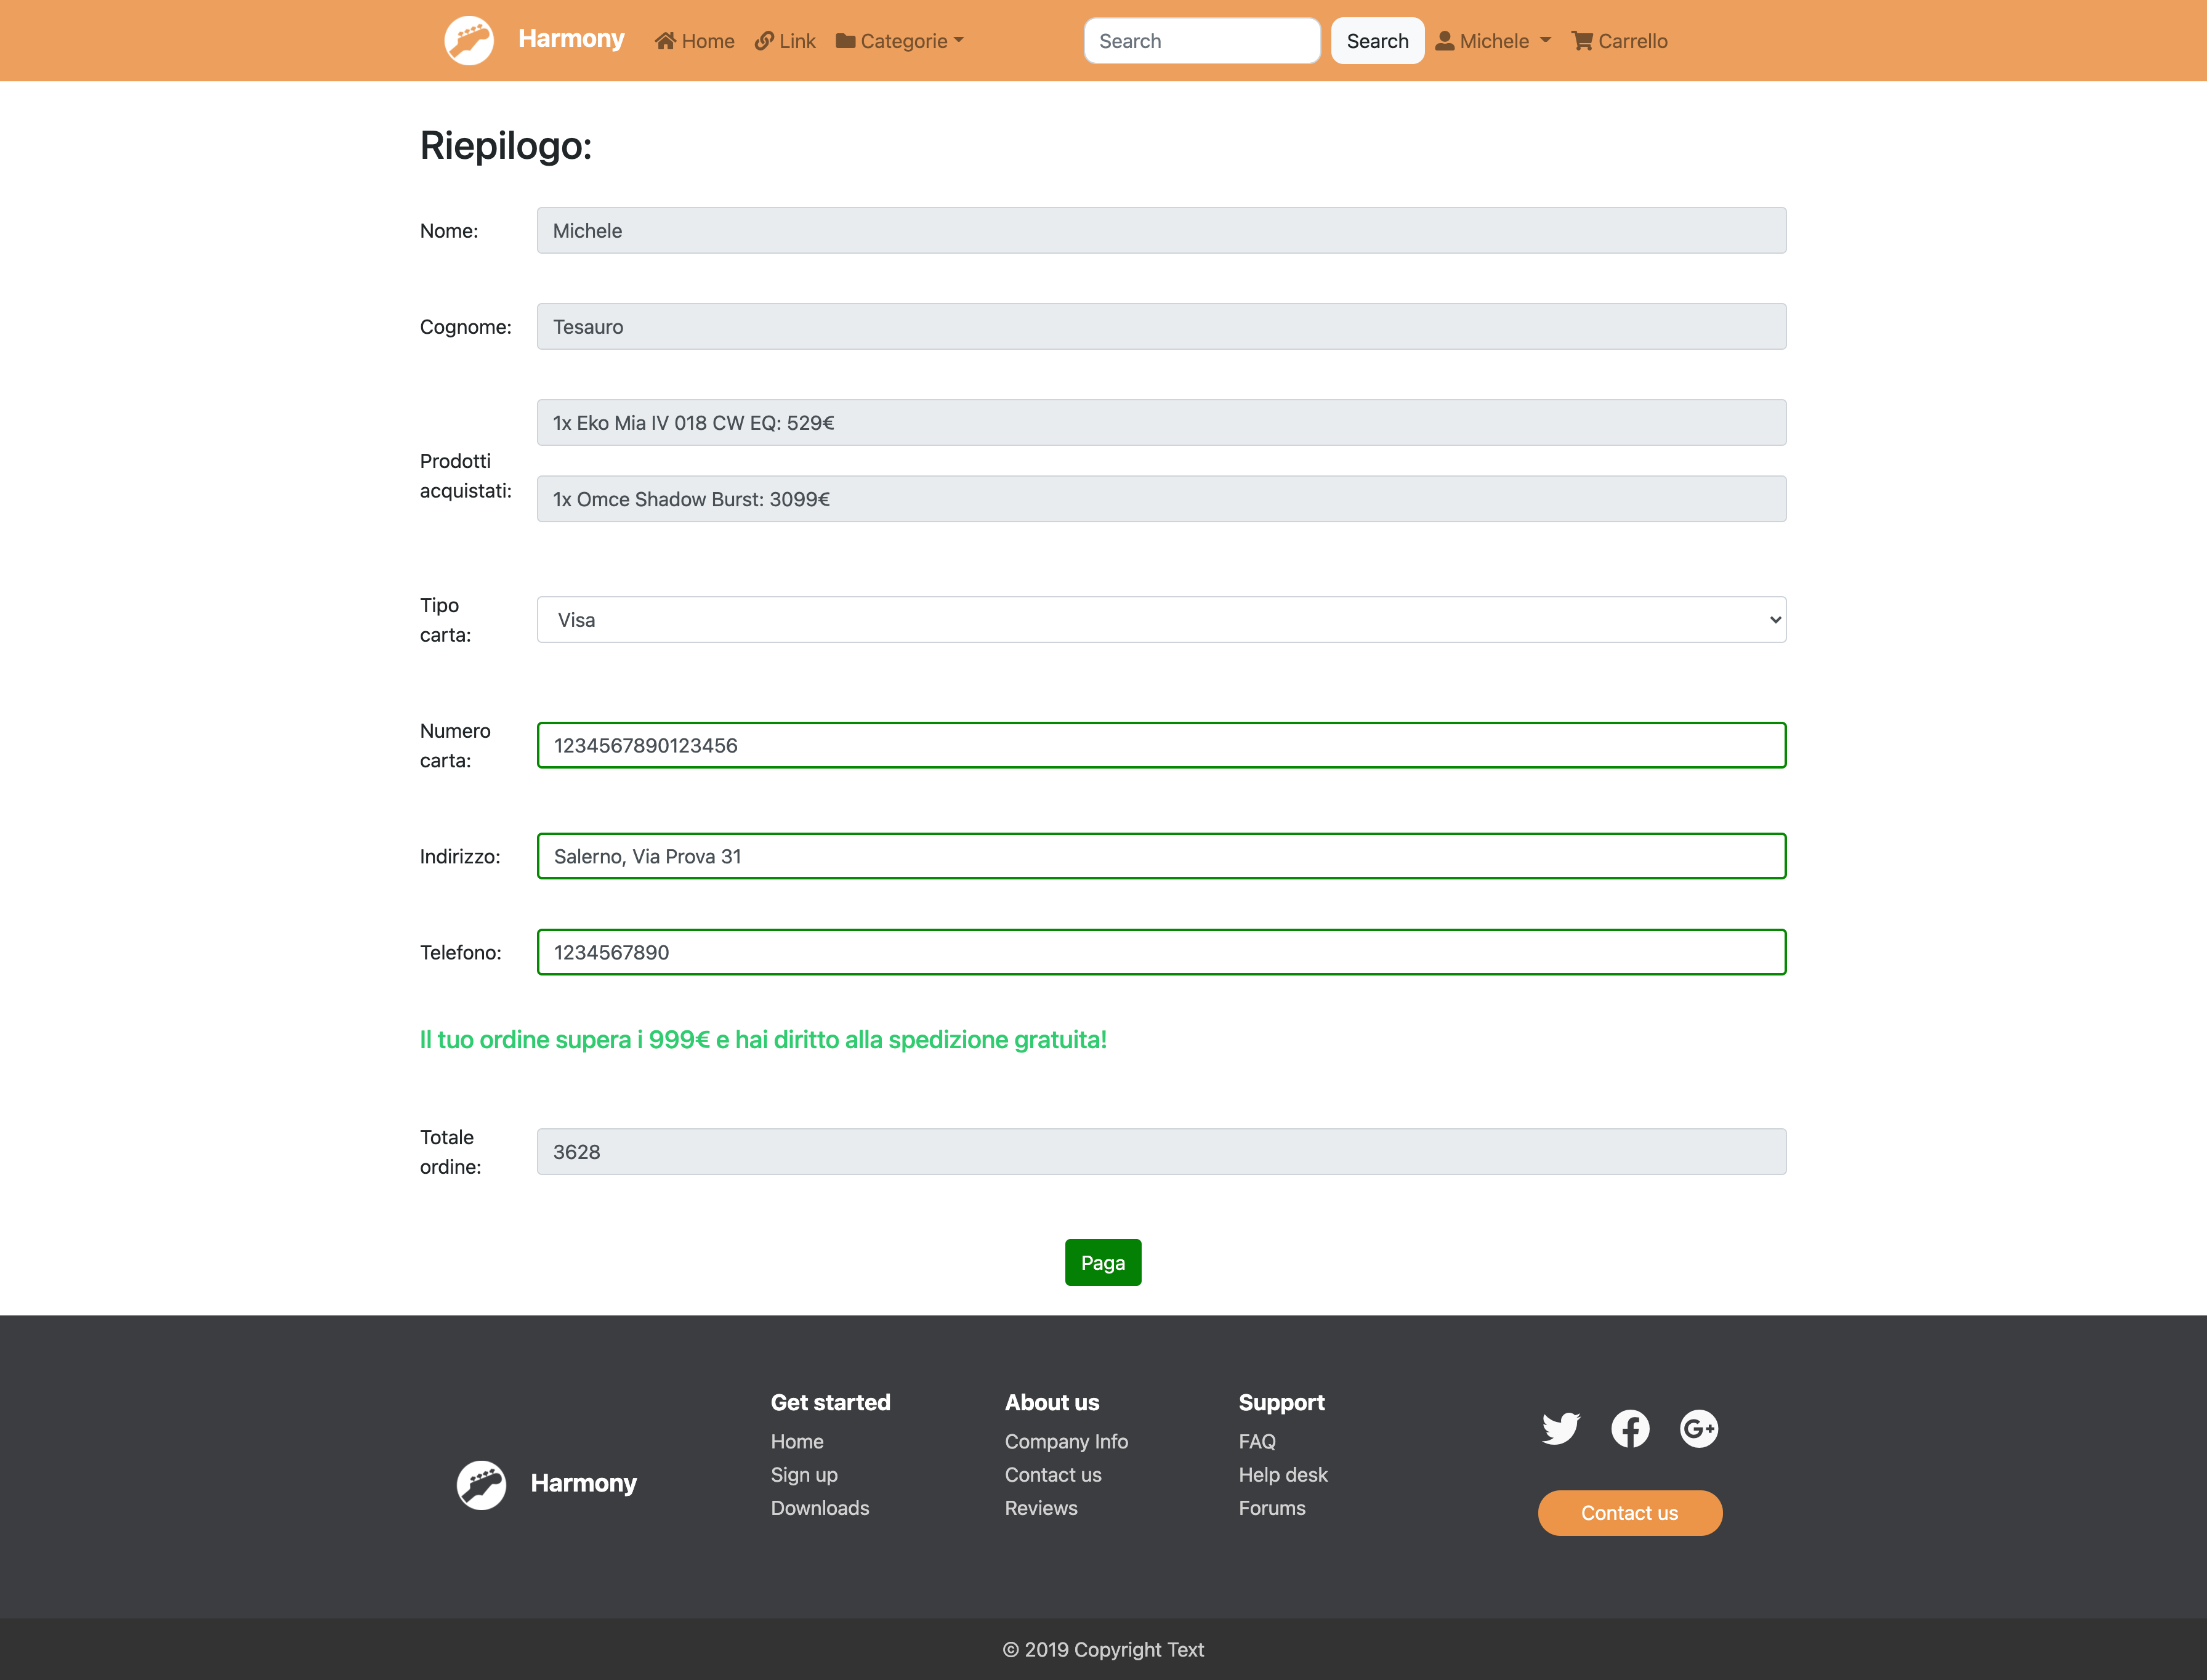 Harmony Home Link Categorie Search Search Michele Carrello
Riepilogo:
Nome: Michele
Cognome: Tesauro
Prodotti
acquistati:
1x Eko Mia IV 018 CW EQ: 529€
1x Omce Shadow Burst: 3099€
Tipo
carta:
Visa
Numero
carta:
1234567890123456
Indirizzo: Salerno, Via Prova 31
Telefono: 1234567890
Il tuo ordine supera i 999€ e hai diritto alla spedizione gratuita!
Totale
ordine:
3628
Paga
Harmony
Get started
Home
Sign up
Downloads
About us
Company Info
Contact us
Reviews
Support
FAQ
Help desk
Forums
G+
Contact us
© 2019 Copyright Text